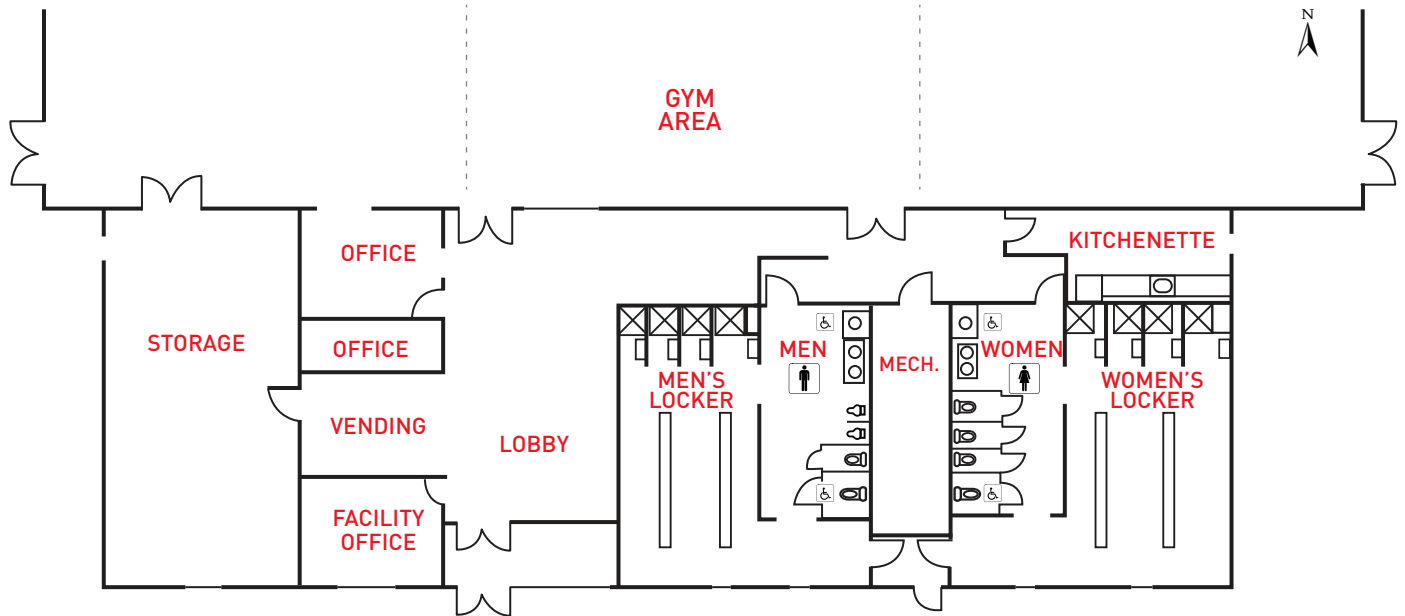 N
GYM
AREA
OFFICE
KITCHENETTE
STORAGE
OFFICE
MEN
MECH.
WOMEN
MEN'S
LOCKER
WOMEN'S
LOCKER
VENDING
LOBBY
FACILITY
OFFICE